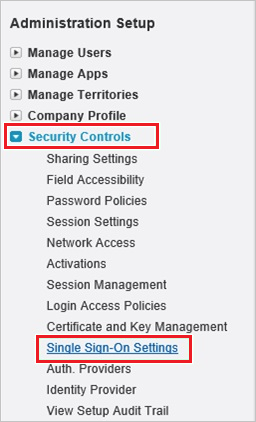 Administration Setup
Manage Users
Manage Apps
Manage Territories
Company Profile
Security Controls
Sharing Settings
Field Accessibility
Password Policies
Session Settings
Network Access
Activations
Session Management
Login Access Policies
Certificate and Key Management
Single Sign-On Settings
Auth. Providers
Identity Provider
View Setup Audit Trail